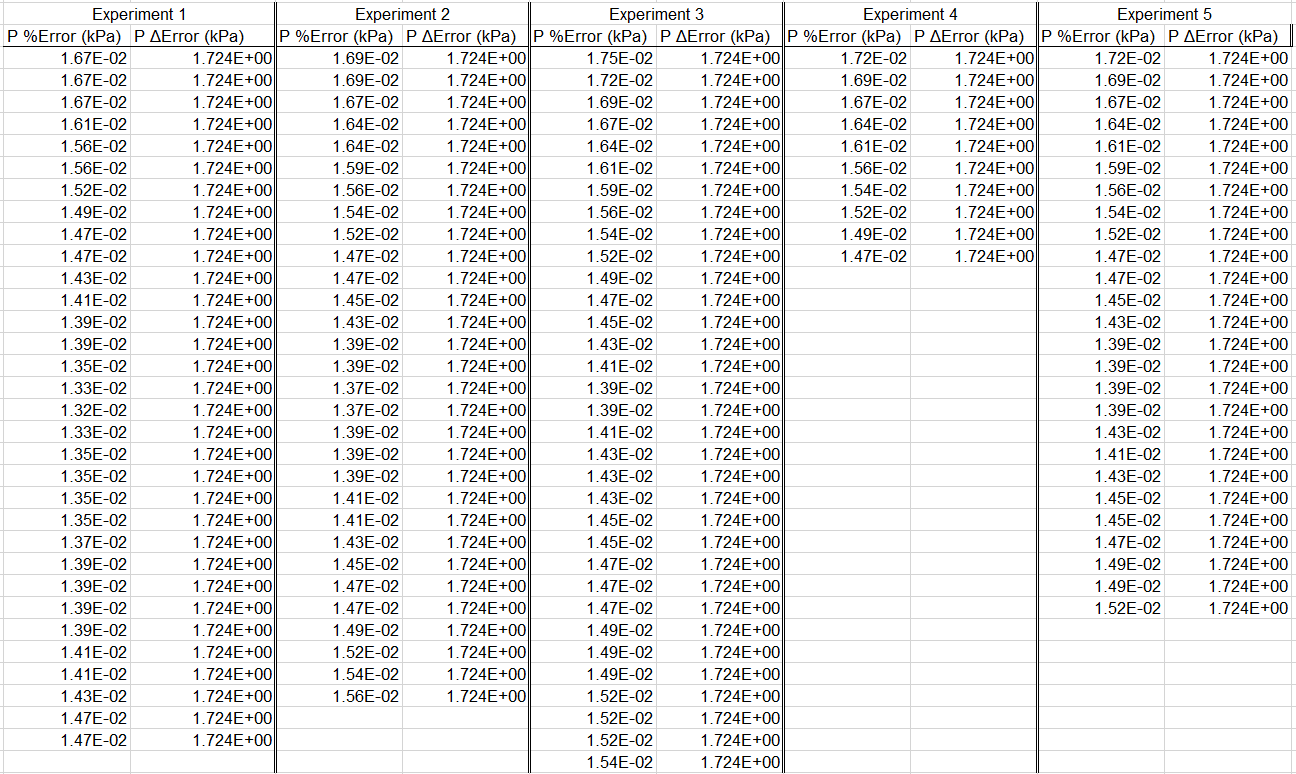 Experiment 1 Experiment 2 Experiment 3 Experiment 4 Experiment 5
P %Error (kPa) P ΔError (kPa) P %Error (kPa) P ΔError (kPa) P %Error (kPa) P ΔError (kPa) P %Error (kPa) P ΔError (kPa) P %Error (kPa) P ΔError (kPa)
1.67E-02 1.724E+00 1.69E-02 1.724E+00 1.75E-02 1.724E+00 1.72E-02 1.724E+00 1.72E-02 1.724E+00
1.67E-02 1.724E+00 1.69E-02 1.724E+00 1.72E-02 1.724E+00 1.69E-02 1.724E+00 1.69E-02 1.724E+00
1.67E-02 1.724E+00 1.67E-02 1.724E+00 1.69E-02 1.724E+00 1.67E-02 1.724E+00 1.67E-02 1.724E+00
1.61E-02 1.724E+00 1.64E-02 1.724E+00 1.67E-02 1.724E+00 1.64E-02 1.724E+00 1.64E-02 1.724E+00
1.56E-02 1.724E+00 1.64E-02 1.724E+00 1.64E-02 1.724E+00 1.61E-02 1.724E+00 1.61E-02 1.724E+00
1.56E-02 1.724E+00 1.59E-02 1.724E+00 1.61E-02 1.724E+00 1.56E-02 1.724E+00 1.59E-02 1.724E+00
1.52E-02 1.724E+00 1.56E-02 1.724E+00 1.59E-02 1.724E+00 1.54E-02 1.724E+00 1.56E-02 1.724E+00
1.49E-02 1.724E+00 1.54E-02 1.724E+00 1.56E-02 1.724E+00 1.52E-02 1.724E+00 1.54E-02 1.724E+00
1.47E-02 1.724E+00 1.52E-02 1.724E+00 1.54E-02 1.724E+00 1.49E-02 1.724E+00 1.52E-02 1.724E+00
1.47E-02 1.724E+00 1.47E-02 1.724E+00 1.52E-02 1.724E+00 1.47E-02 1.724E+00 1.47E-02 1.724E+00
1.43E-02 1.724E+00 1.47E-02 1.724E+00 1.49E-02 1.724E+00 1.47E-02 1.724E+00
1.41E-02 1.724E+00 1.45E-02 1.724E+00 1.47E-02 1.724E+00 1.45E-02 1.724E+00
1.39E-02 1.724E+00 1.43E-02 1.724E+00 1.45E-02 1.724E+00 1.43E-02 1.724E+00
1.39E-02 1.724E+00 1.39E-02 1.724E+00 1.43E-02 1.724E+00 1.39E-02 1.724E+00
1.35E-02 1.724E+00 1.39E-02 1.724E+00 1.41E-02 1.724E+00 1.39E-02 1.724E+00
1.33E-02 1.724E+00 1.37E-02 1.724E+00 1.39E-02 1.724E+00 1.39E-02 1.724E+00
1.32E-02 1.724E+00 1.37E-02 1.724E+00 1.39E-02 1.724E+00 1.39E-02 1.724E+00
1.33E-02 1.724E+00 1.39E-02 1.724E+00 1.41E-02 1.724E+00 1.43E-02 1.724E+00
1.35E-02 1.724E+00 1.39E-02 1.724E+00 1.43E-02 1.724E+00 1.41E-02 1.724E+00
1.35E-02 1.724E+00 1.39E-02 1.724E+00 1.43E-02 1.724E+00 1.43E-02 1.724E+00
1.35E-02 1.724E+00 1.41E-02 1.724E+00 1.43E-02 1.724E+00 1.45E-02 1.724E+00
1.35E-02 1.724E+00 1.41E-02 1.724E+00 1.45E-02 1.724E+00 1.45E-02 1.724E+00
1.37E-02 1.724E+00 1.43E-02 1.724E+00 1.45E-02 1.724E+00 1.47E-02 1.724E+00
1.39E-02 1.724E+00 1.45E-02 1.724E+00 1.47E-02 1.724E+00 1.49E-02 1.724E+00
1.39E-02 1.724E+00 1.47E-02 1.724E+00 1.47E-02 1.724E+00 1.49E-02 1.724E+00
1.39E-02 1.724E+00 1.47E-02 1.724E+00 1.47E-02 1.724E+00 1.52E-02 1.724E+00
1.39E-02 1.724E+00 1.49E-02 1.724E+00 1.49E-02 1.724E+00
1.41E-02 1.724E+00 1.52E-02 1.724E+00 1.49E-02 1.724E+00
1.41E-02 1.724E+00 1.54E-02 1.724E+00 1.49E-02 1.724E+00
1.43E-02 1.724E+00 1.56E-02 1.724E+00 1.52E-02 1.724E+00
1.47E-02 1.724E+00 1.52E-02 1.724E+00
1.47E-02 1.724E+00 1.52E-02 1.724E+00
1.54E-02 1.724E+00